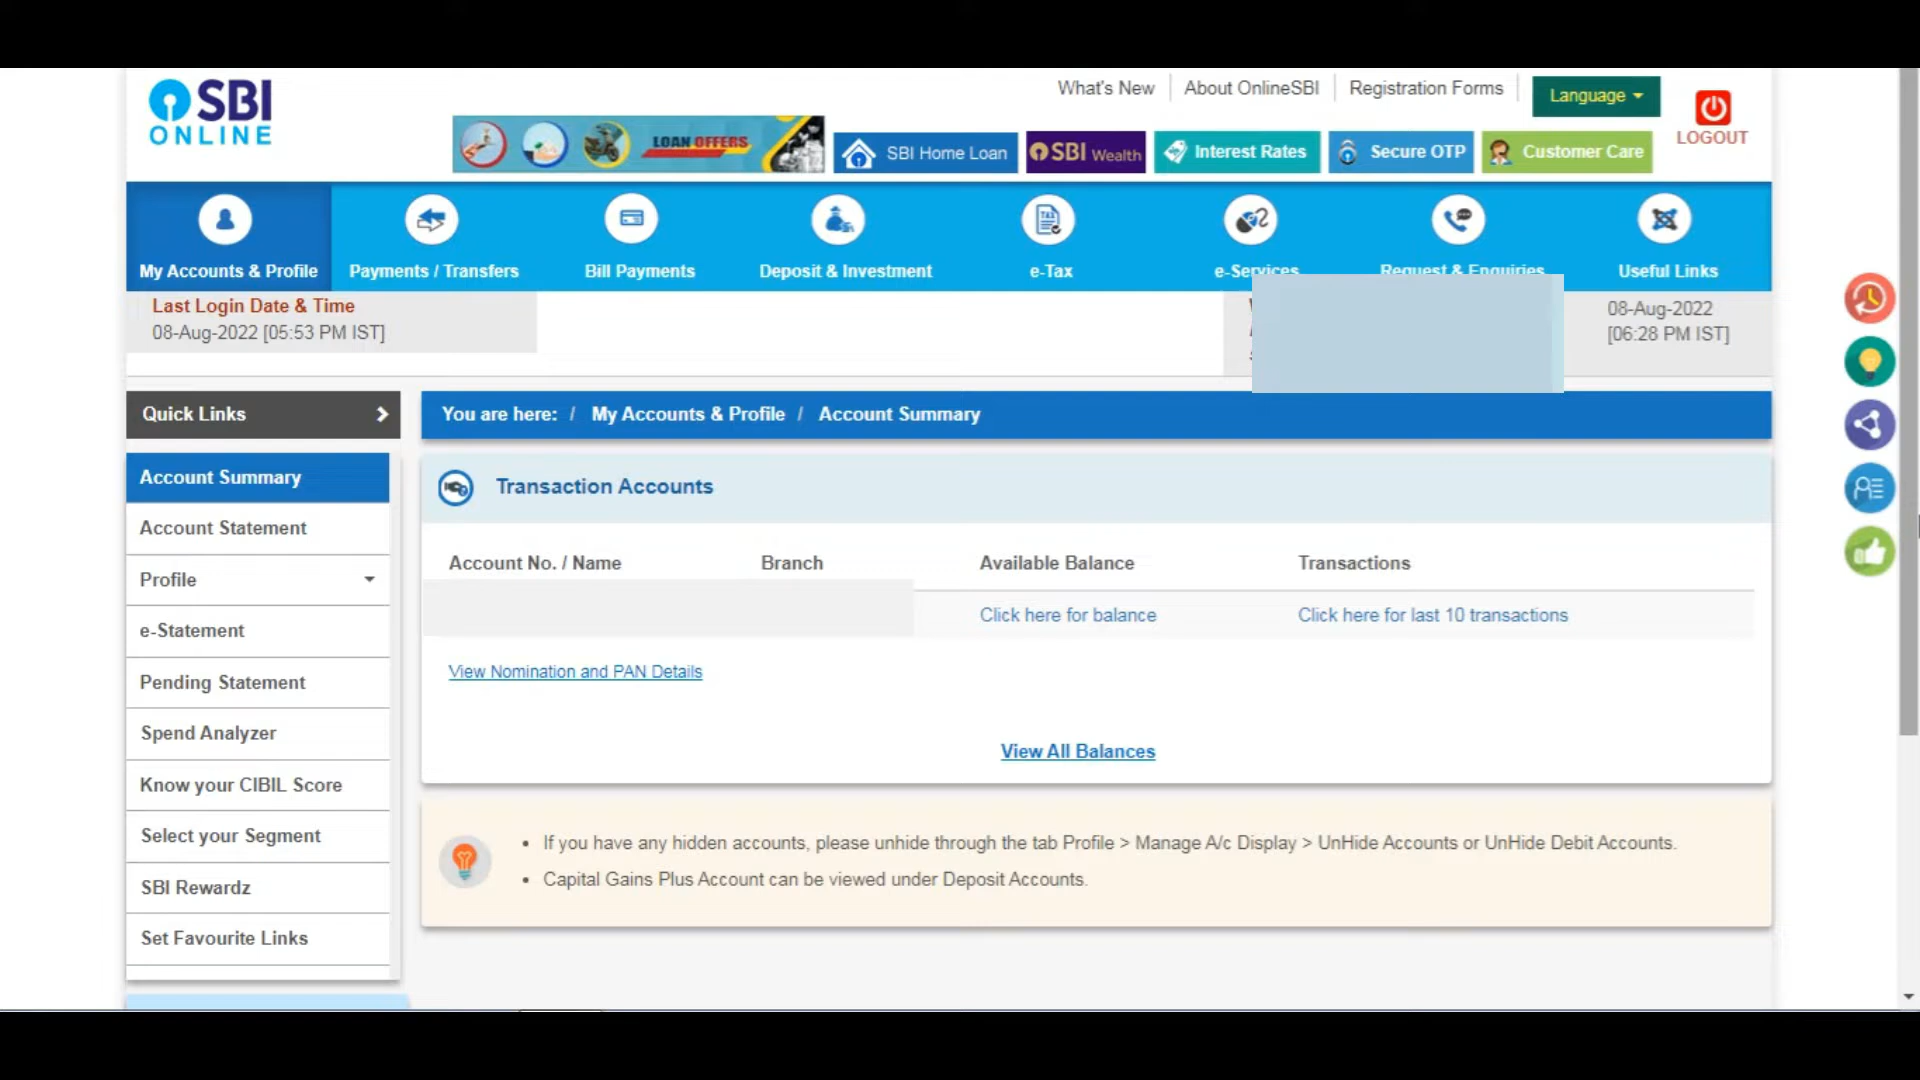 SBI
ONLINE
What's New
About OnlineSBI
Registration Forms
Language
LOGOUT
LOAN OFFERS
SBI Home Loan
SBI Wealth
Interest Rates
Secure OTP
Customer Care
My Accounts & Profile
Payments / Transfers
Bill Payments
Deposit & Investment
e-Tax
e-Services
Request & Enquiries
Useful Links
Last Login Date & Time
08-Aug-2022 [05:53 PM IST]
08-Aug-2022
[06:28 PM IST]
Quick Links
You are here: / My Accounts & Profile / Account Summary
Account Summary
Account Statement
Profile
e-Statement
Pending Statement
Spend Analyzer
Know your CIBIL Score
Select your Segment
SBI Rewardz
Set Favourite Links
Transaction Accounts
Account No. / Name
Branch
Available Balance
Transactions
Click here for balance
Click here for last 10 transactions
View Nomination and PAN Details
View All Balances
• If you have any hidden accounts, please unhide through the tab Profile > Manage A/c Display > UnHide Accounts or UnHide Debit Accounts.
• Capital Gains Plus Account can be viewed under Deposit Accounts.